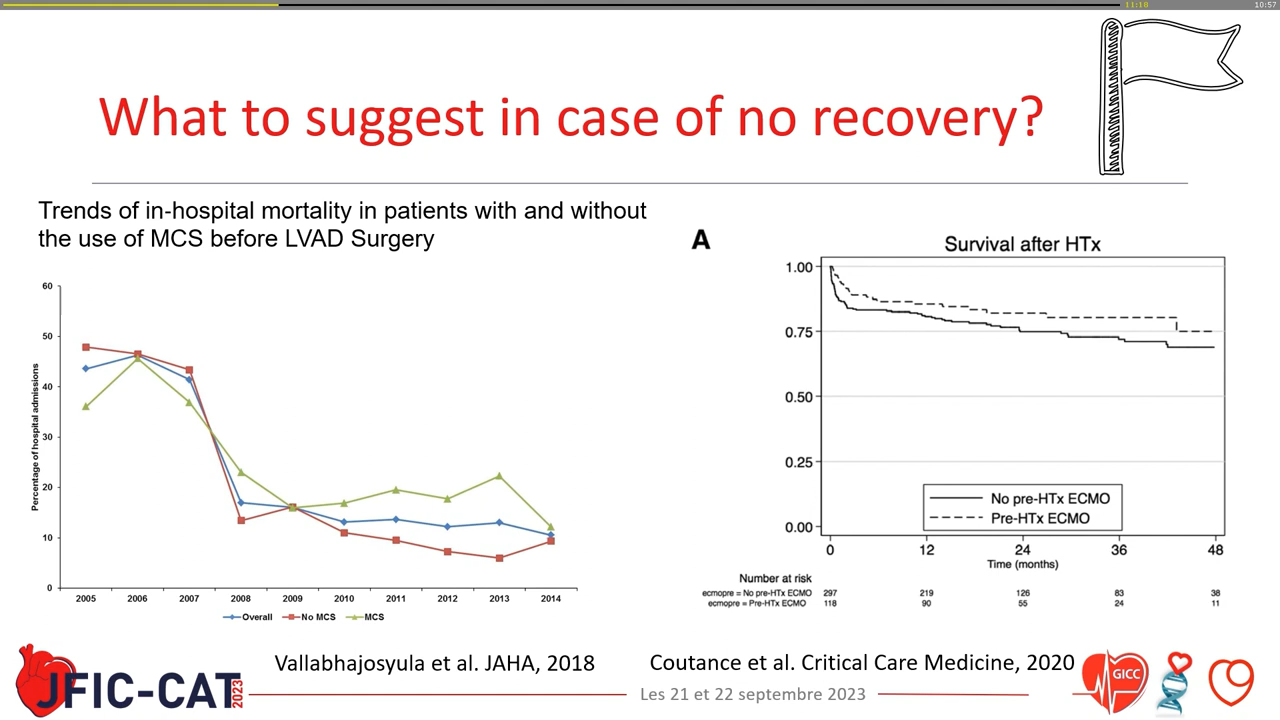 11:10
10:57
What to suggest in case of no recovery?
Trends of in-hospital mortality in patients with and without
the use of MCS before LVAD Surgery
Percentage of hospital admissions
60
50
40
30
20
10
0
2005 2006 2007 2008 2009 2010 2011 2012 2013 2014
Overall No MCS MCS
A
Survival after HTx
1.00
0.75
0.50
0.25
0.00
No pre-HTx ECMO
Pre-HTx ECMO
0 12 24 36 48
Time (months)
Number at risk
ecmopre = No pre-HTx ECMO 297 219 126 83 38
ecmopre = Pre-HTx ECMO 118 90 55 24 11
Vallabhajosyula et al. JAHA, 2018
Coutance et al. Critical Care Medicine, 2020
JFIC-CAT
2023
Les 21 et 22 septembre 2023
GICC